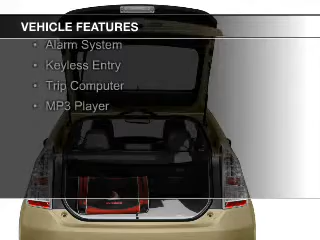 VEHICLE FEATURES
• Alarm System
• Keyless Entry
• Trip Computer
• MP3 Player